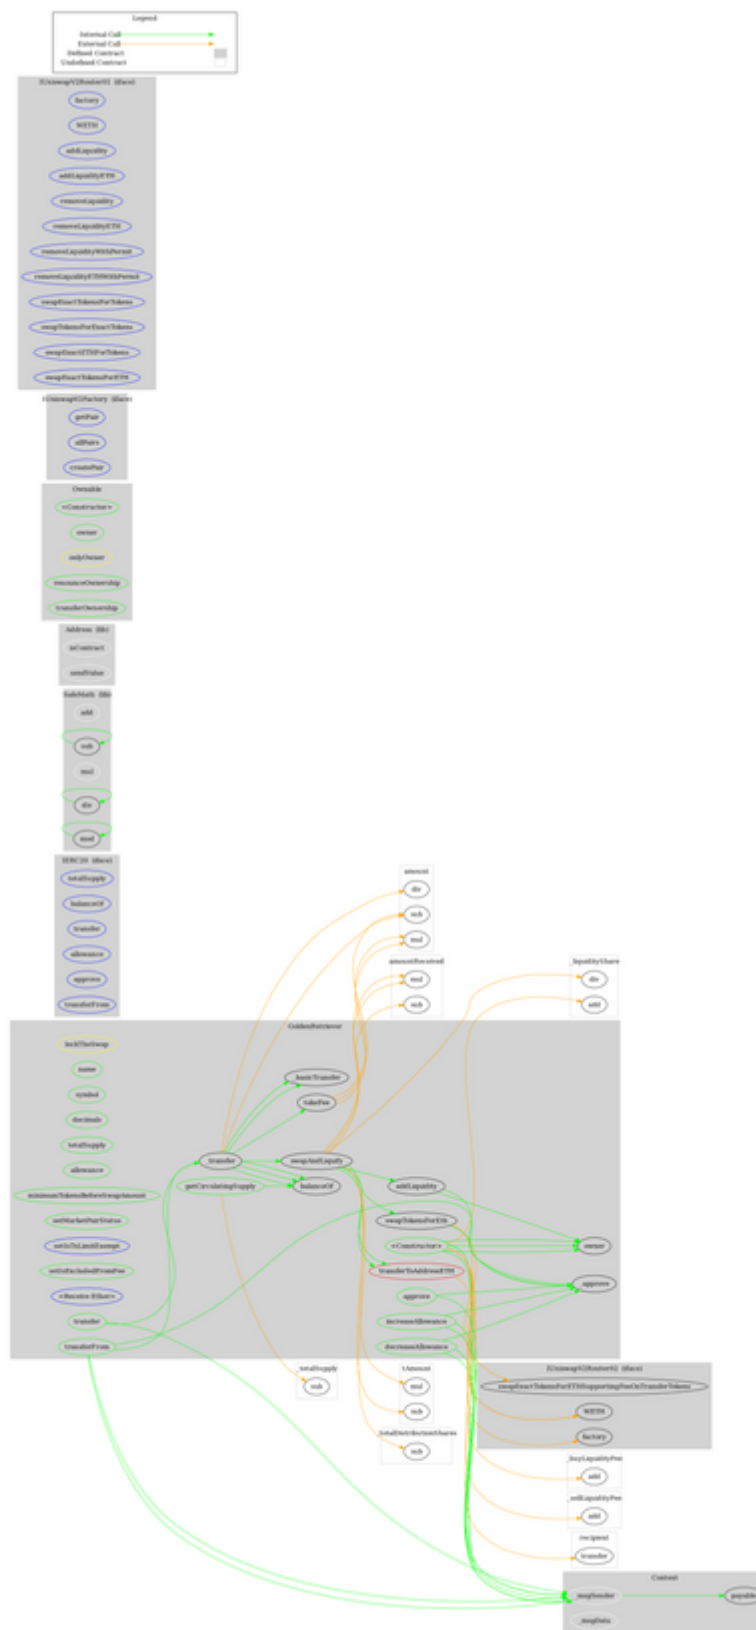 Legend
Internal Call
External Call
Defined Contract
Undefined Contract
IUniswapV2Router01 (iface)
factory
WETH
addLiquidity
addLiquidityETH
removeLiquidity
removeLiquidityETH
removeLiquidityWithPermit
removeLiquidityETHWithPermit
swapExactTokensForTokens
swapTokensForExactTokens
swapExactETHForTokens
swapExactTokensForETH
IUniswapV2Factory (iface)
getPair
allPairs
createPair
Ownable
<Constructor>
owner
onlyOwner
renounceOwnership
transferOwnership
Address (lib)
isContract
sendValue
SafeMath (lib)
add
sub
mul
div
mod
IERC20 (iface)
totalSupply
balanceOf
transfer
allowance
approve
transferFrom
amount
div
sub
mul
amountReceived
mul
sub
_liquidityShare
div
add
GoldenRetriever
lockTheSwap
name
symbol
decimals
totalSupply
allowance
minimumTokensBeforeSwapAmount
setMarketPairStatus
setIsTxLimitExempt
setIsExcludedFromFee
<Receive Ether>
transfer
transferFrom
_transfer
getCirculatingSupply
_basicTransfer
takeFee
swapAndLiquify
balanceOf
addLiquidity
swapTokensForEth
<Constructor>
transferToAddressETH
approve
increaseAllowance
decreaseAllowance
owner
_approve
_totalSupply
sub
tAmount
mul
sub
_totalDistributionShares
sub
IUniswapV2Router02 (iface)
swapExactTokensForETHSupportingFeeOnTransferTokens
WETH
factory
_buyLiquidityFee
add
_sellLiquidityFee
add
recipient
transfer
Context
_msgSender
_msgData
payable